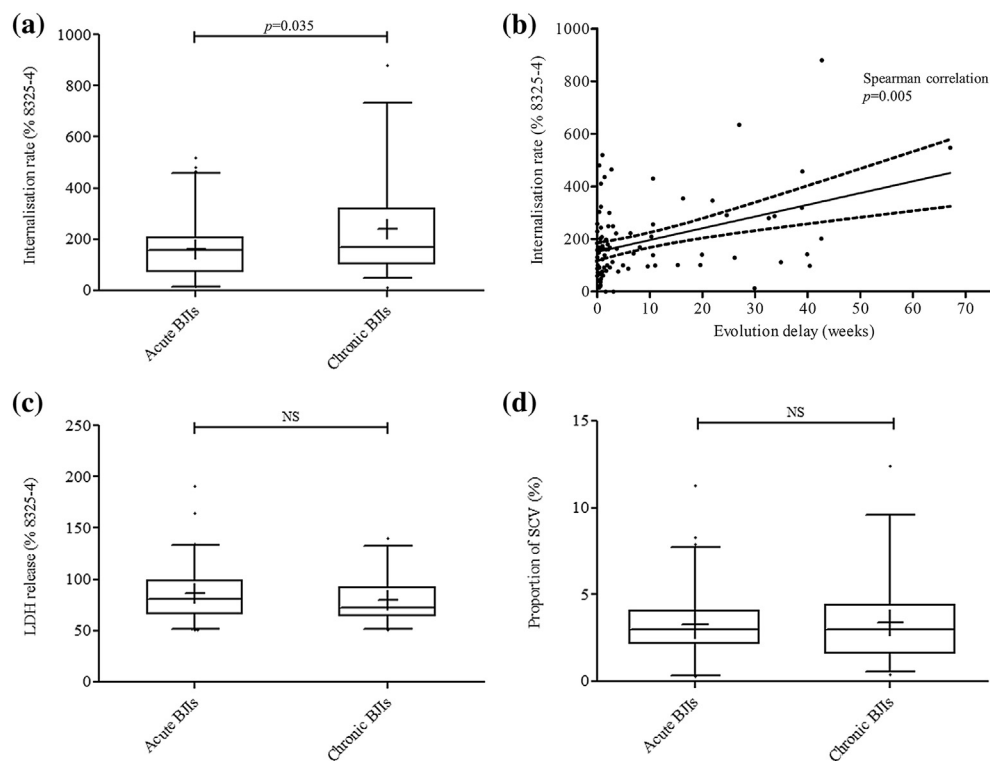 (a)
p=0.035
Internalisation rate (% 8325-4)
1000
800
600
400
200
0
Acute BJIs
Chronic BJIs
(b)
Spearman correlation
p=0.005
Internalisation rate (% 8325-4)
1000
800
600
400
200
0
0 10 20 30 40 50 60 70
Evolution delay (weeks)
(c)
NS
LDH release (% 8325-4)
250
200
150
100
50
0
Acute BJIs
Chronic BJIs
(d)
NS
Proportion of SCV (%)
15
10
5
0
Acute BJIs
Chronic BJIs